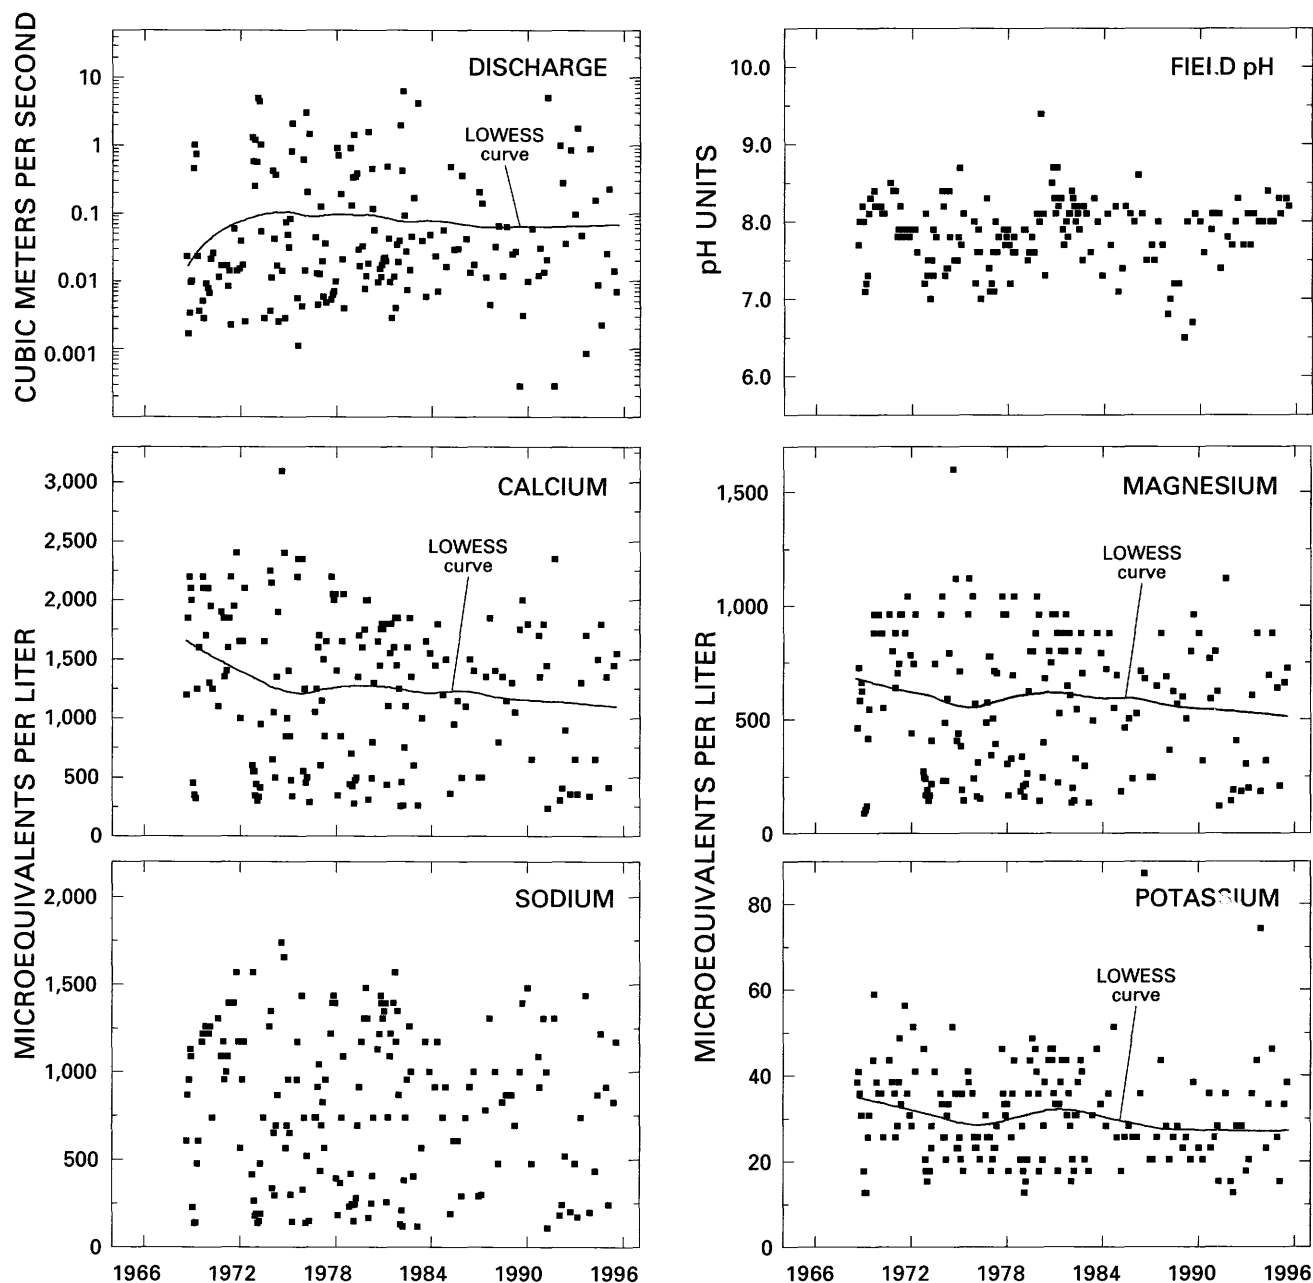 CUBIC METERS PER SECOND
10
1
0.1
0.01
0.001
DISCHARGE
LOWESS
curve
pH UNITS
10.0
9.0
8.0
7.0
6.0
FIELD pH
MICROEQUIVALENTS PER LITER
3,000
2,500
2,000
1,500
1,000
500
0
CALCIUM
LOWESS
curve
MICROEQUIVALENTS PER LITER
1,500
1,000
500
0
MAGNESIUM
LOWESS
curve
2,000
1,500
1,000
500
0
SODIUM
1966
1972
1978
1984
1990
1996
80
60
40
20
0
POTASSIUM
LOWESS
curve
1966
1972
1978
1984
1990
1996